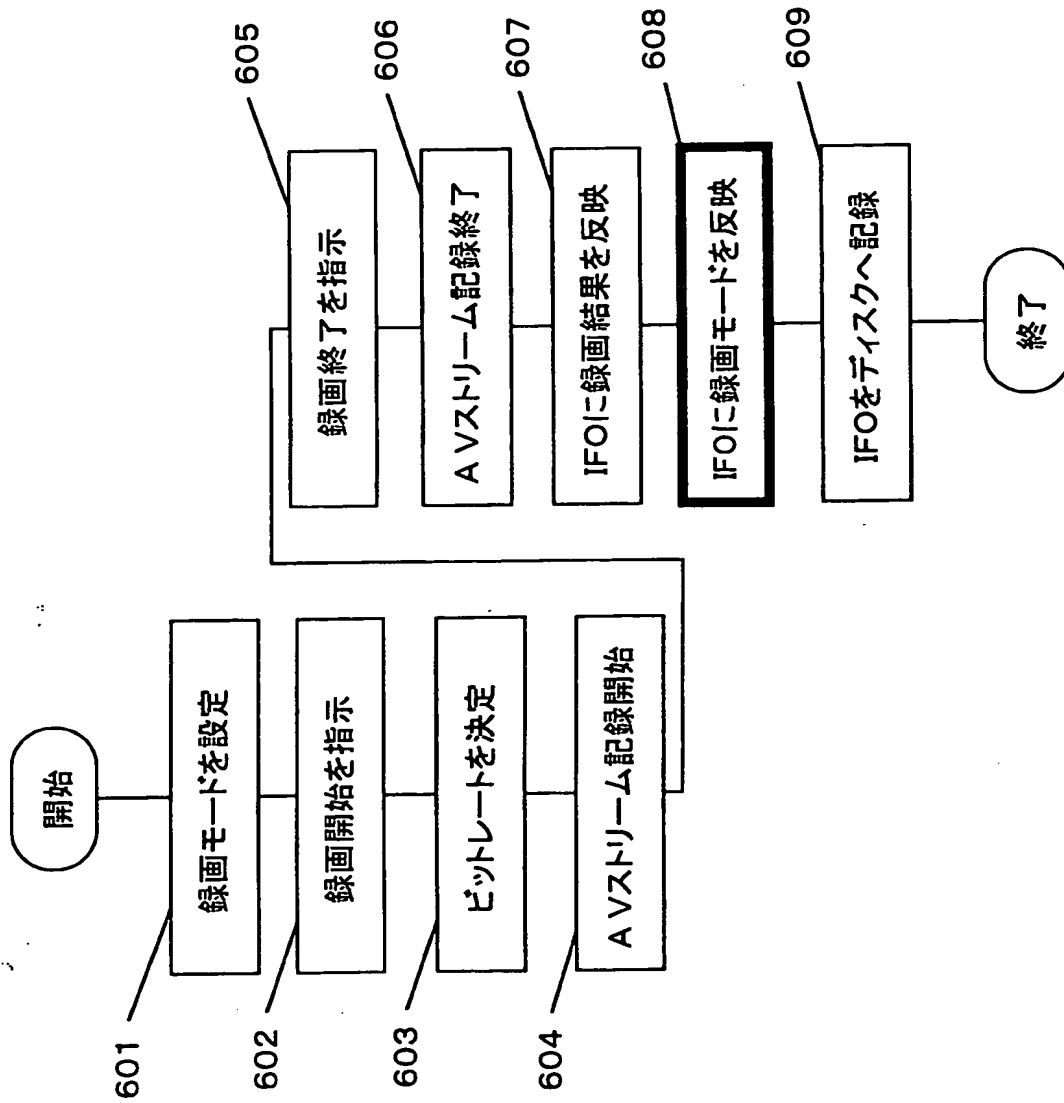 開始
601
録画モードを設定
602
録画開始を指示
603
ビットレートを決定
604
AVストリーム記録開始
605
録画終了を指示
606
AVストリーム記録終了
607
IFOに録画結果を反映
608
IFOに録画モードを反映
609
IFOをディスクへ記録
終了